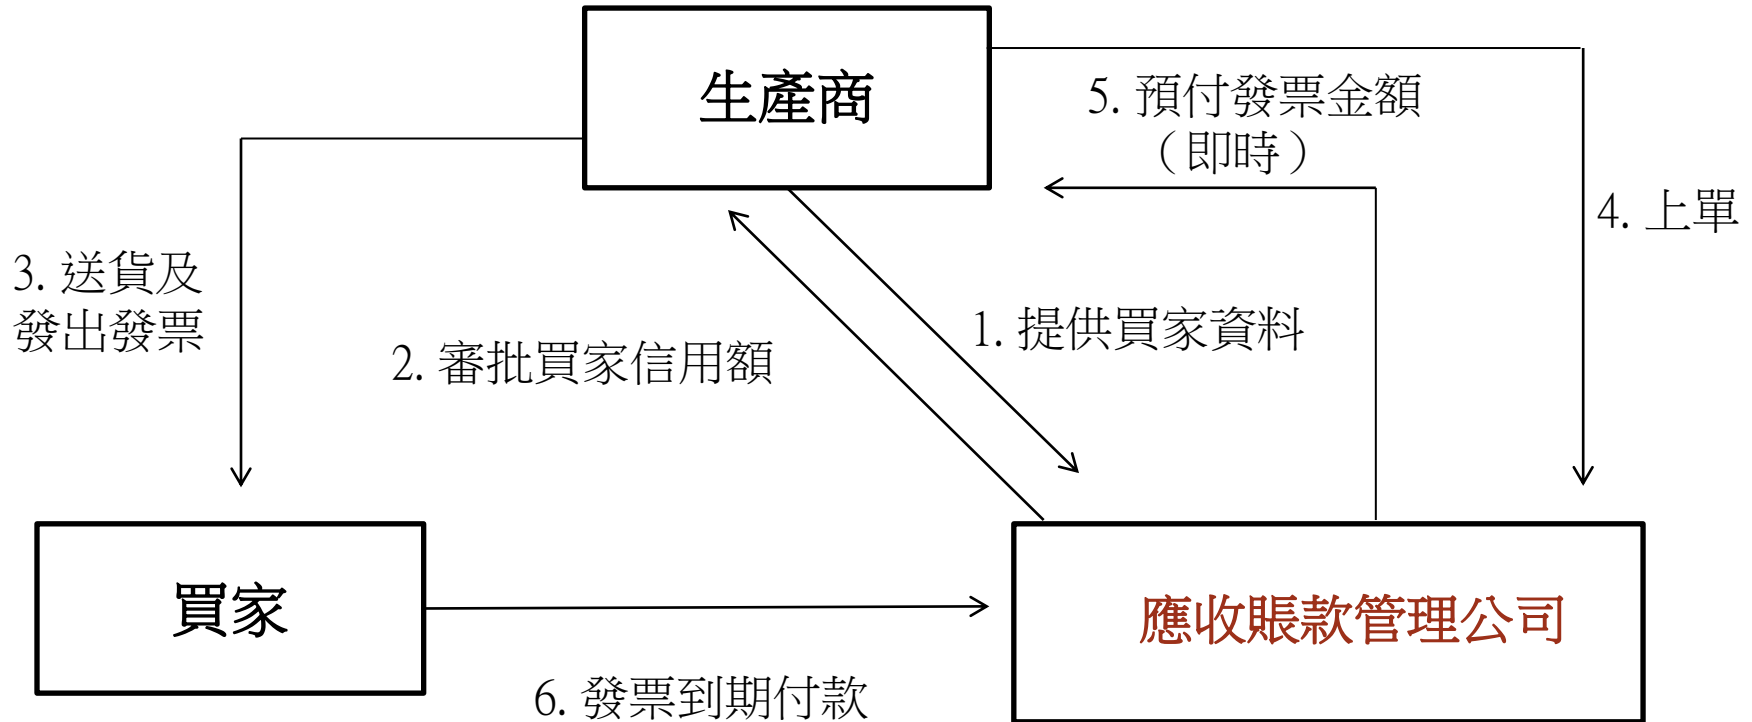 生產商
5. 預付發票金額
（即時）
4. 上單
3. 送貨及
發出發票
1. 提供買家資料
2. 審批買家信用額
買家
應收賬款管理公司
6. 發票到期付款